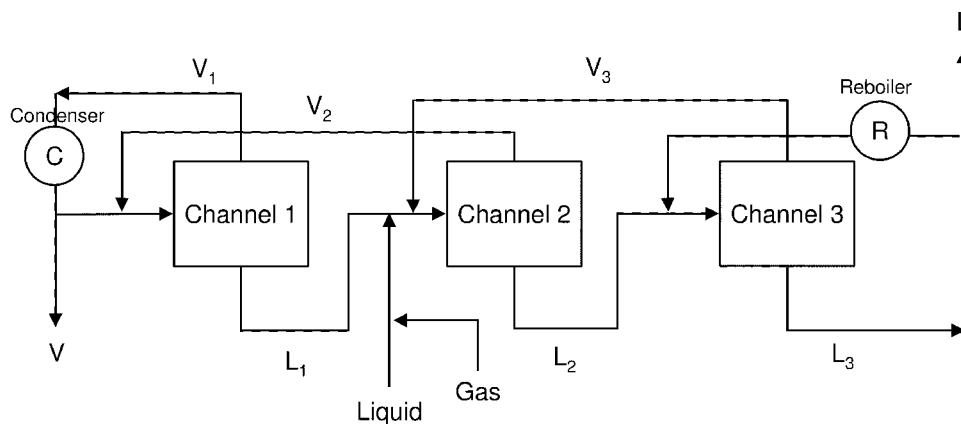 V₁
V₂
V₃
Reboiler
Condenser
C
R
Channel 1
Channel 2
Channel 3
V
L₁
L₂
L₃
Gas
Liquid